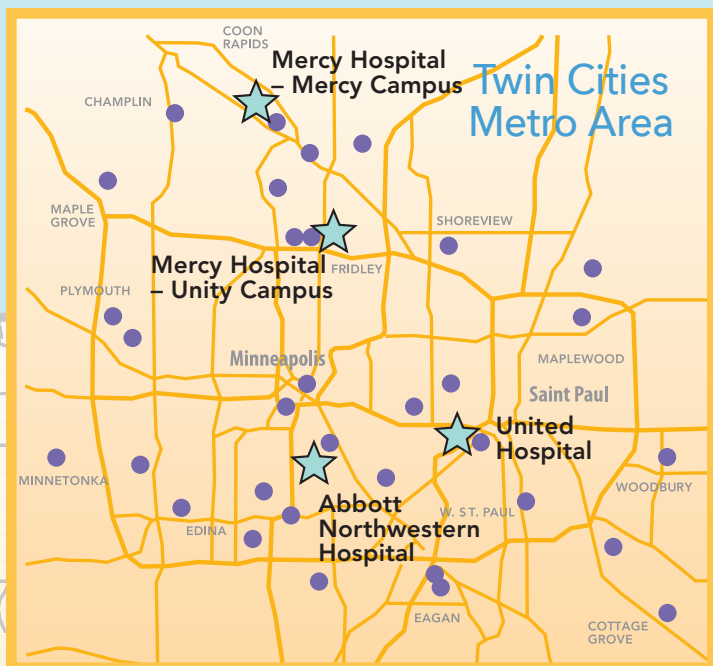 COON
RAPIDS
Mercy Hospital
– Mercy Campus
Twin Cities
Metro Area
CHAMPLIN
MAPLE
GROVE
SHOREVIEW
Mercy Hospital
– Unity Campus
FRIDLEY
PLYMOUTH
Minneapolis
MAPLEWOOD
Saint Paul
United
Hospital
MINNETONKA
WOODBURY
Abbott
Northwestern
Hospital
W. ST. PAUL
EDINA
EAGAN
COTTAGE
GROVE